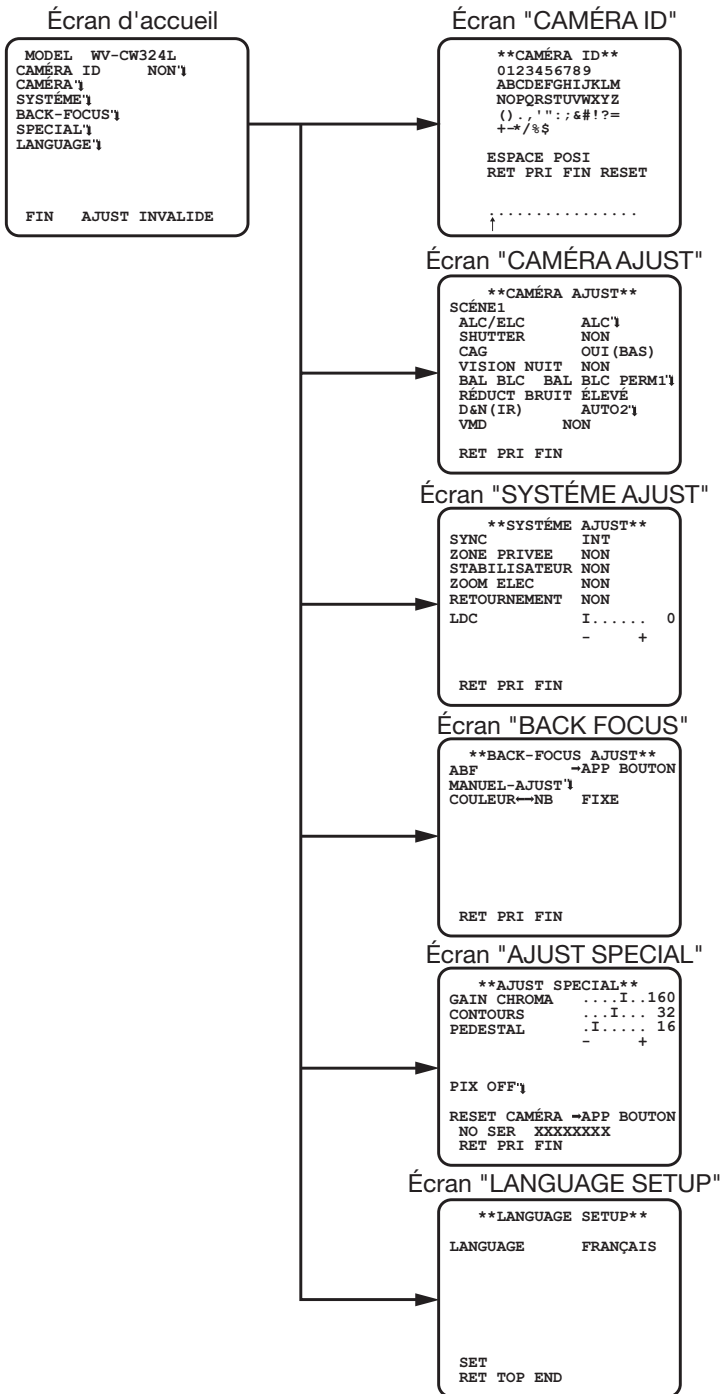 Écran d'accueil
MODEL WV-CW324L
CAMÉRA ID NON
CAMÉRA
SYSTÉME
BACK-FOCUS
SPECIAL
LANGUAGE
FIN AJUST INVALIDE
Écran "CAMÉRA ID"
**CAMÉRA ID**
0123456789
ABCDEFGHIJKLM
NOPQRSTUVWXYZ
().,'":;&#!?=
+-*/%$
ESPACE POSI
RET PRI FIN RESET
................
↑
Écran "CAMÉRA AJUST"
**CAMÉRA AJUST**
SCÉNE1
ALC/ELC ALC
SHUTTER NON
CAG OUI(BAS)
VISION NUIT NON
BAL BLC BAL BLC PERM1
RÉDUCT BRUIT ÉLEVÉ
D&N(IR) AUTO2
VMD NON
RET PRI FIN
Écran "SYSTÉME AJUST"
**SYSTÉME AJUST**
SYNC INT
ZONE PRIVEE NON
STABILISATEUR NON
ZOOM ELEC NON
RETOURNEMENT NON
LDC I...... 0
- +
RET PRI FIN
Écran "BACK FOCUS"
**BACK-FOCUS AJUST**
ABF →APP BOUTON
MANUEL-AJUST
COULEUR↔NB FIXE
RET PRI FIN
Écran "AJUST SPECIAL"
**AJUST SPECIAL**
GAIN CHROMA ....I..160
CONTOURS ...I... 32
PEDESTAL .I..... 16
- +
PIX OFF
RESET CAMÉRA →APP BOUTON
NO SER XXXXXXXX
RET PRI FIN
Écran "LANGUAGE SETUP"
**LANGUAGE SETUP**
LANGUAGE FRANÇAIS
SET
RET TOP END